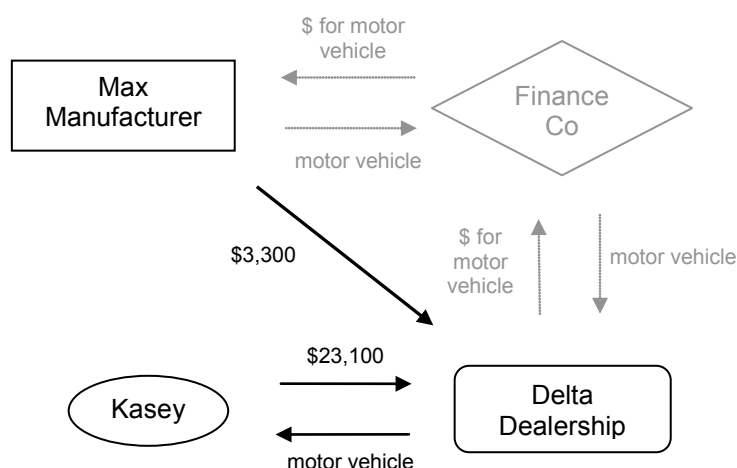 $ for motor
vehicle
Max
Manufacturer
Finance
Co
motor vehicle
$3,300
$ for
motor
vehicle
motor vehicle
$23,100
Kasey
Delta
Dealership
motor vehicle